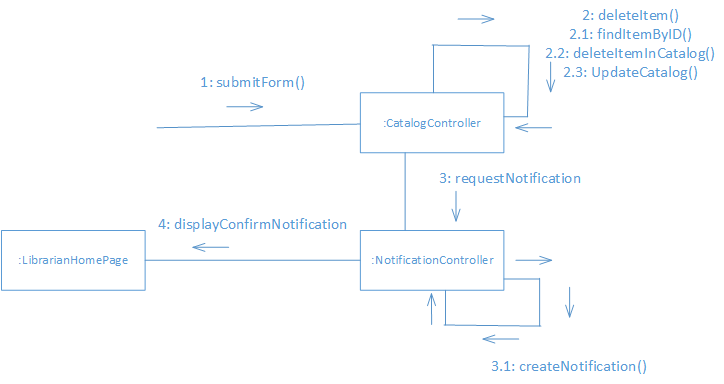 2: deleteItem()
2.1: findItemByID()
2.2: deleteItemInCatalog()
2.3: UpdateCatalog()
1: submitForm()
:CatalogController
3: requestNotification
4: displayConfirmNotification
:LibrarianHomePage
:NotificationController
3.1: createNotification()